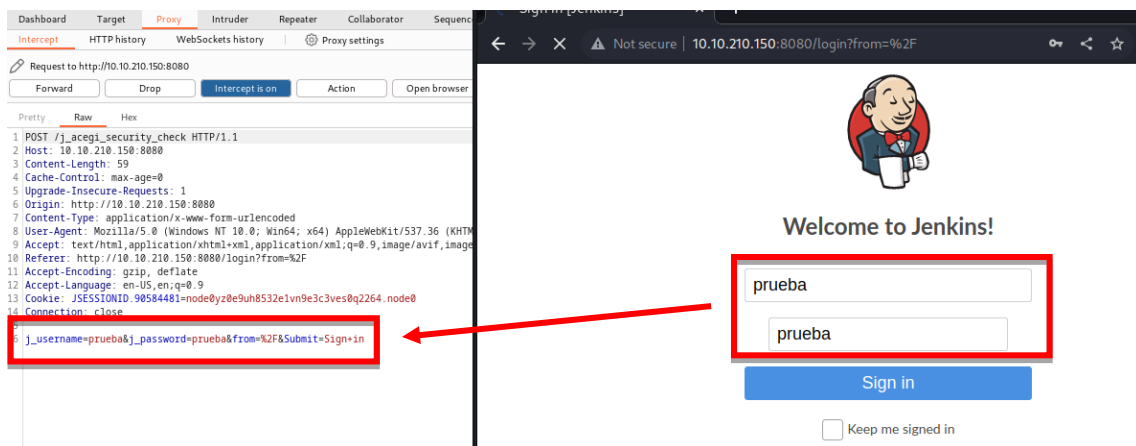 Dashboard Target Proxy Intruder Repeater Collaborator Sequenc
Intercept HTTP history WebSockets history Proxy settings
Request to http://10.10.210.150:8080
Forward Drop Intercept is on Action Open browser
Pretty Raw Hex
1 POST /j_acegi_security_check HTTP/1.1
2 Host: 10.10.210.150:8080
3 Content-Length: 59
4 Cache-Control: max-age=0
5 Upgrade-Insecure-Requests: 1
6 Origin: http://10.10.210.150:8080
7 Content-Type: application/x-www-form-urlencoded
8 User-Agent: Mozilla/5.0 (Windows NT 10.0; Win64; x64) AppleWebKit/537.36 (KHTM
9 Accept: text/html,application/xhtml+xml,application/xml;q=0.9,image/avif,image
10 Referer: http://10.10.210.150:8080/login?from=%2F
11 Accept-Encoding: gzip, deflate
12 Accept-Language: en-US,en;q=0.9
13 Cookie: JSESSIONID.90584481=node0yz0e9uh8532e1vn9e3c3ves0q2264.node0
14 Connection: close
j_username=prueba&j_password=prueba&from=%2F&Submit=Sign+in
Sign in [Jenkins]
Not secure 10.10.210.150:8080/login?from=%2F
Welcome to Jenkins!
prueba
prueba
Sign in
Keep me signed in